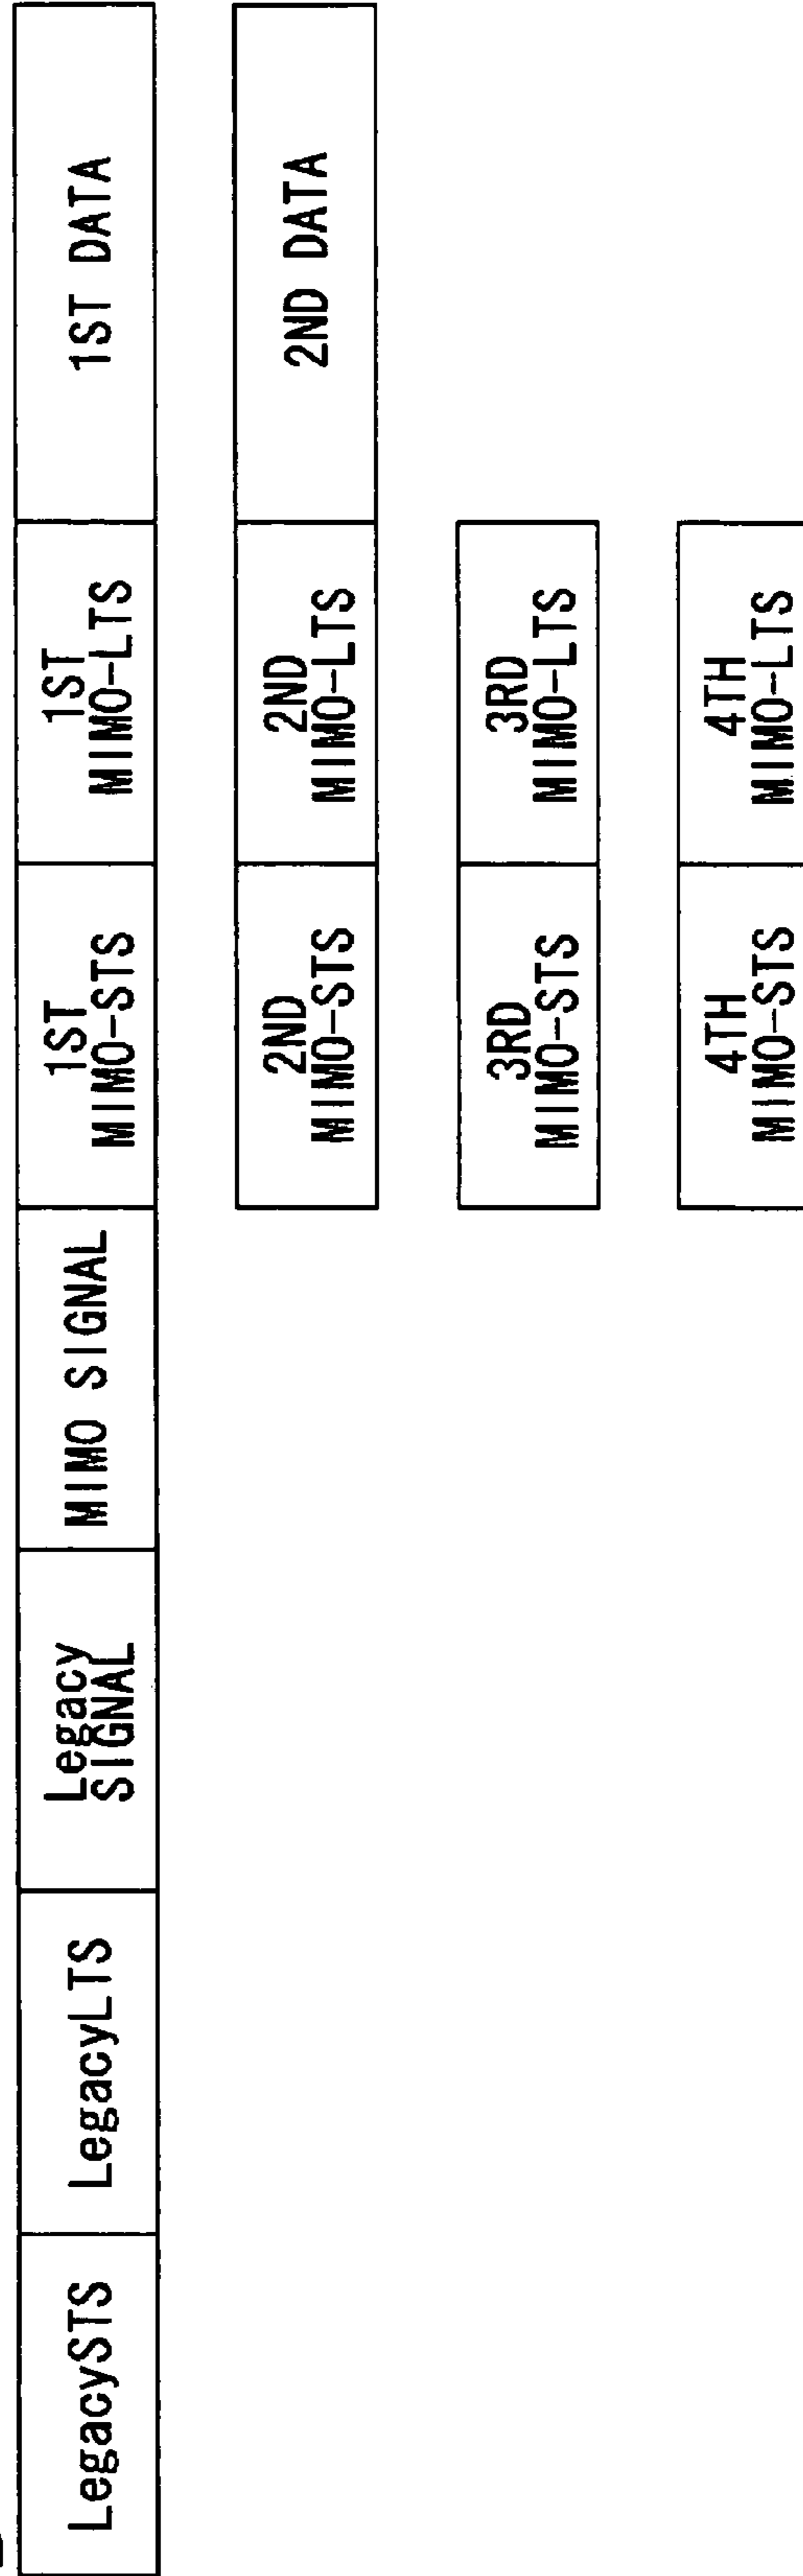 LegacySTS
LegacyLTS
Legacy
SIGNAL
MIMO SIGNAL
1ST
MIMO-STS
1ST
MIMO-LTS
1ST DATA
2ND
MIMO-STS
2ND
MIMO-LTS
2ND DATA
3RD
MIMO-STS
3RD
MIMO-LTS
4TH
MIMO-STS
4TH
MIMO-LTS